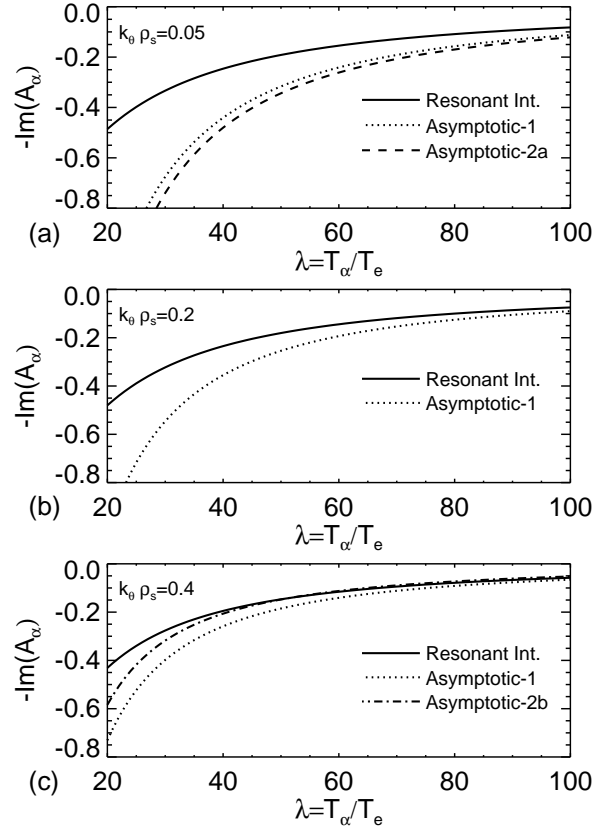 0.0
k_θ ρ_s=0.05
-0.2
-0.4
-0.6
-0.8
-Im(A_α)
Resonant Int.
Asymptotic-1
Asymptotic-2a
(a)
20 40 60 80 100
λ=T_α/T_e
0.0
k_θ ρ_s=0.2
-0.2
-0.4
-0.6
-0.8
-Im(A_α)
Resonant Int.
Asymptotic-1
(b)
20 40 60 80 100
λ=T_α/T_e
0.0
k_θ ρ_s=0.4
-0.2
-0.4
-0.6
-0.8
-Im(A_α)
Resonant Int.
Asymptotic-1
Asymptotic-2b
(c)
20 40 60 80 100
λ=T_α/T_e